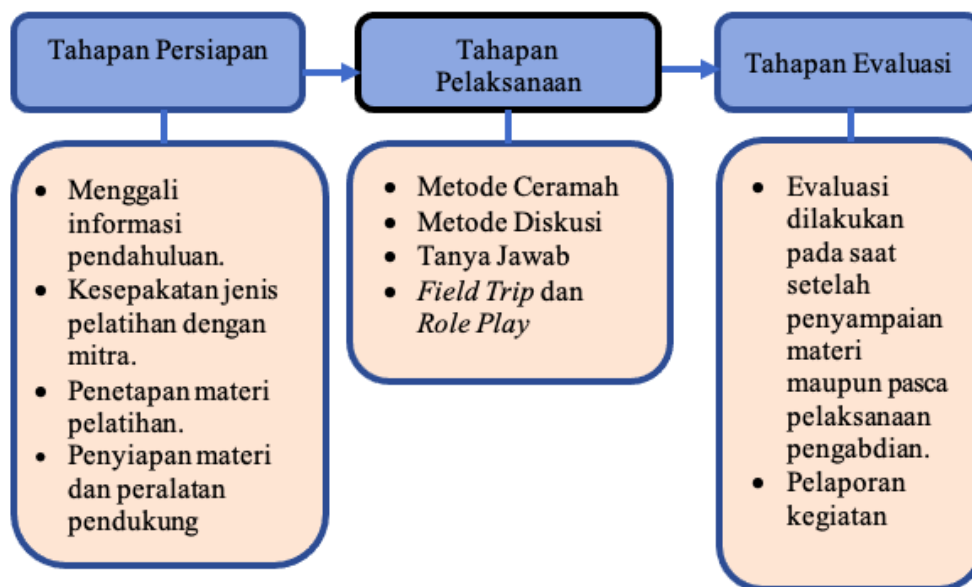 Tahapan Persiapan
Tahapan
Pelaksanaan
Tahapan Evaluasi
• Menggali
informasi
pendahuluan.
• Kesepakatan jenis
pelatihan dengan
mitra.
• Penetapan materi
pelatihan.
• Penyiapan materi
dan peralatan
pendukung
• Metode Ceramah
• Metode Diskusi
• Tanya Jawab
• Field Trip dan
Role Play
• Evaluasi
dilakukan
pada saat
setelah
penyampaian
materi
maupun pasca
pelaksanaan
pengabdian.
• Pelaporan
kegiatan